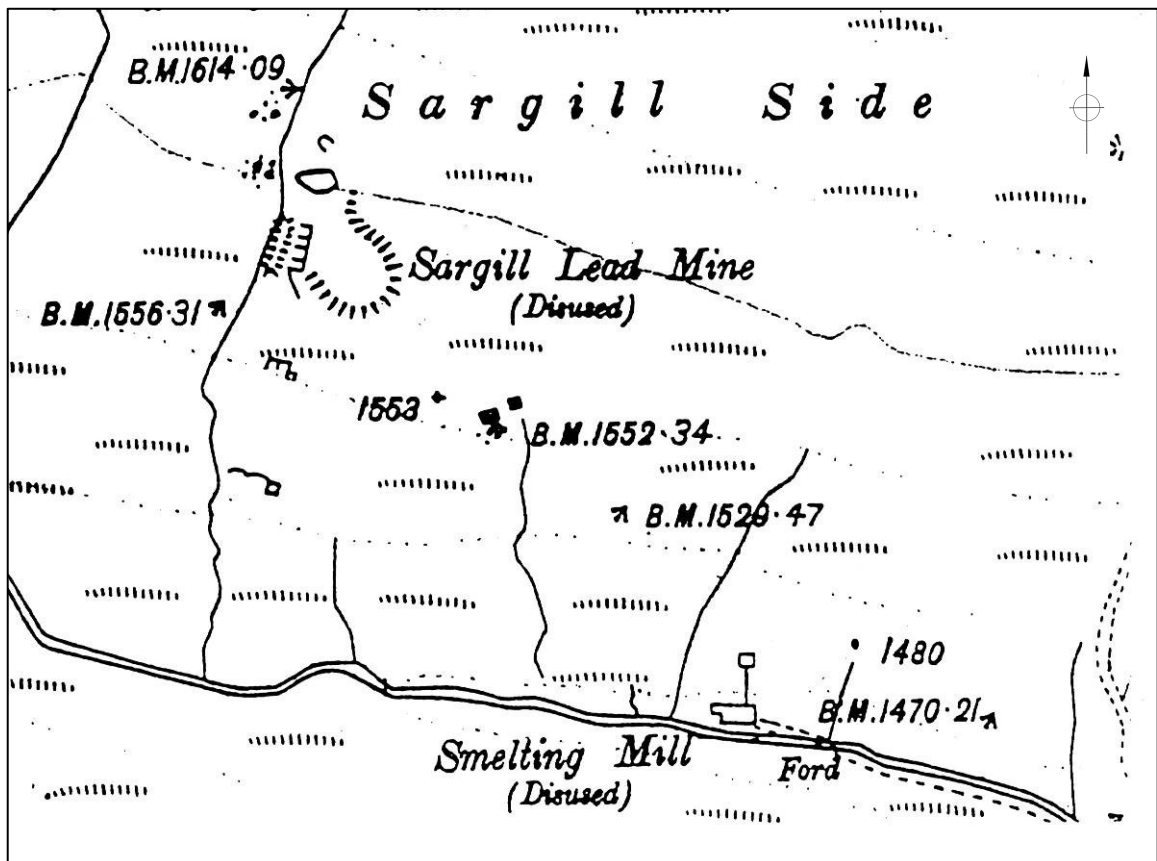 B.M.1614·09
Sargill Side
Sargill Lead Mine
(Disused)
B.M.1556·31
1553
B.M.1552·34
B.M.1529·47
1480
B.M.1470·21
Smelting Mill
(Disused)
Ford